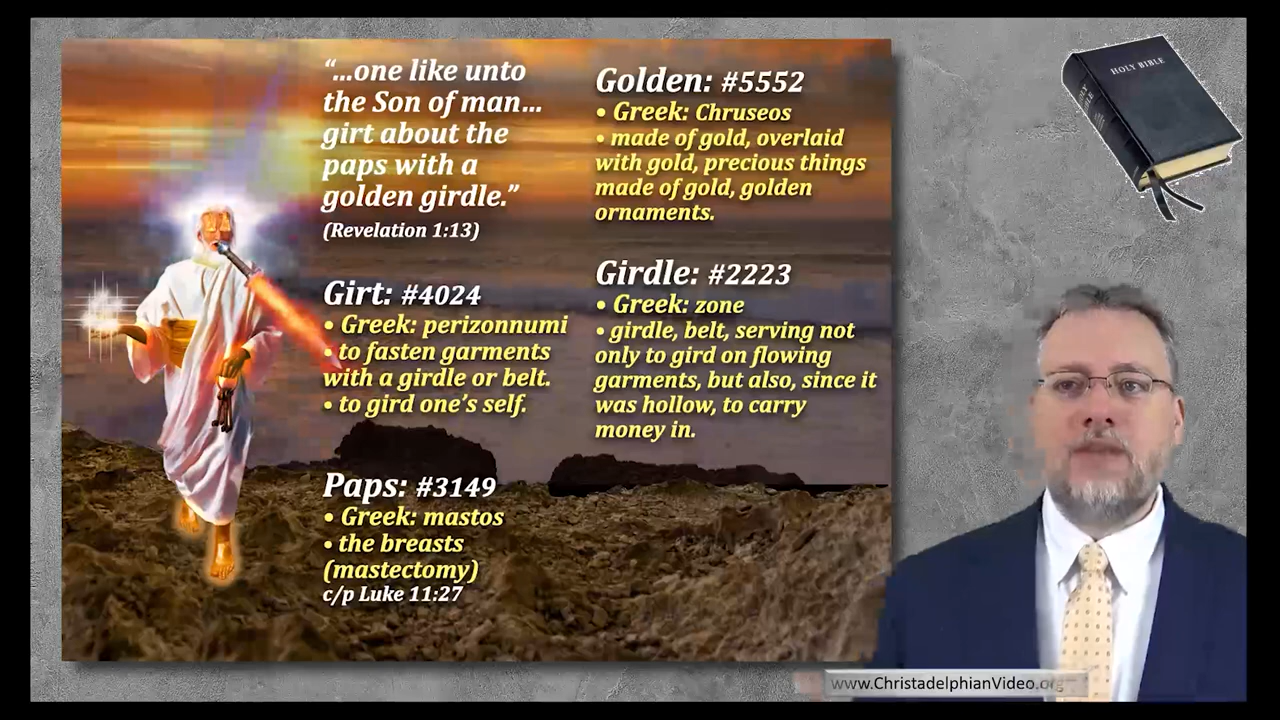 “...one like unto
the Son of man...
girt about the
paps with a
golden girdle.”
(Revelation 1:13)
Girt: #4024
• Greek: perizonnumi
• to fasten garments
with a girdle or belt.
• to gird one’s self.
Paps: #3149
• Greek: mastos
• the breasts
(mastectomy)
c/p Luke 11:27
Golden: #5552
• Greek: Chruseos
• made of gold, overlaid
with gold, precious things
made of gold, golden
ornaments.
Girdle: #2223
• Greek: zone
• girdle, belt, serving not
only to gird on flowing
garments, but also, since it
was hollow, to carry
money in.
HOLY BIBLE
www.ChristadelphianVideo.org